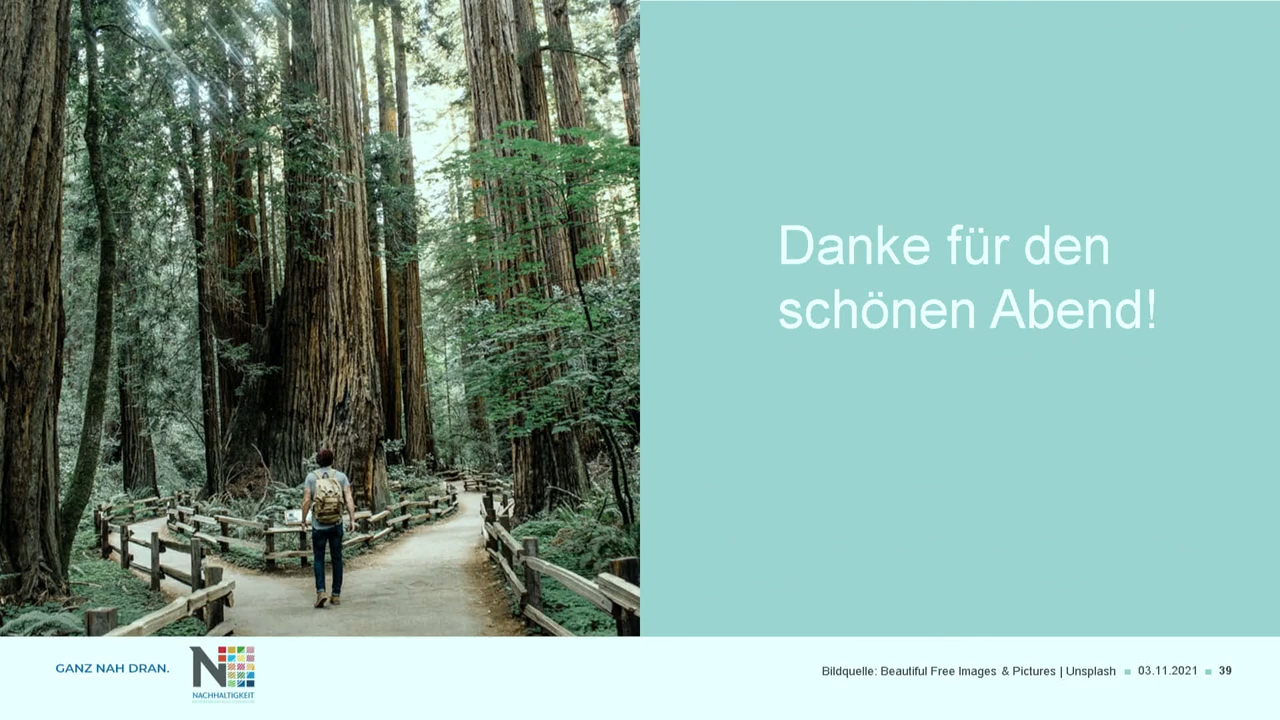 Danke für den
schönen Abend!
GANZ NAH DRAN.
N
NACHHALTIGKEIT
Bildquelle: Beautiful Free Images & Pictures | Unsplash 03.11.2021 39